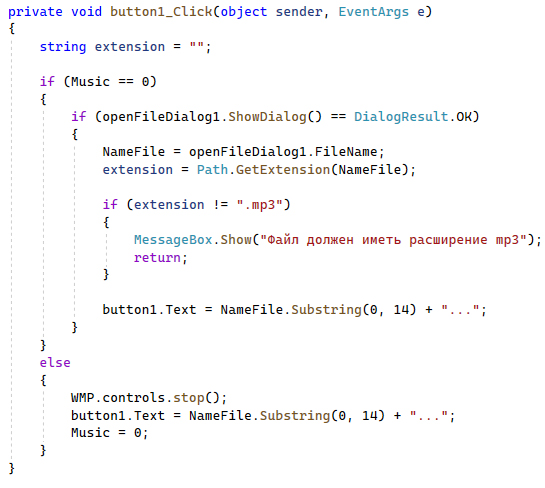 private void button1_Click(object sender, EventArgs e)
{
    string extension = "";

    if (Music == 0)
    {
        if (openFileDialog1.ShowDialog() == DialogResult.OK)
        {
            NameFile = openFileDialog1.FileName;
            extension = Path.GetExtension(NameFile);

            if (extension != ".mp3")
            {
                MessageBox.Show("Файл должен иметь расширение mp3");
                return;
            }

            button1.Text = NameFile.Substring(0, 14) + "...";
        }
    }
    else
    {
        WMP.controls.stop();
        button1.Text = NameFile.Substring(0, 14) + "...";
        Music = 0;
    }
}